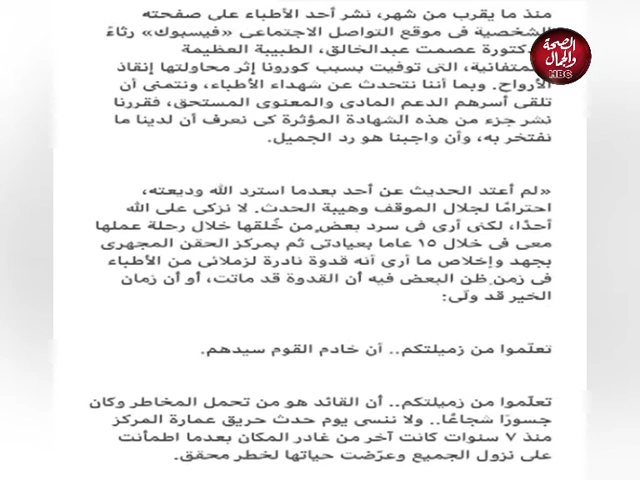 منذ ما يقرب من شهر، نشر أحد الأطباء على صفحته
الشخصية فى موقع التواصل الاجتماعى «فيسبوك» رثاءً
دكتورة عصمت عبدالخالق، الطبيبة العظيمة
متفانية، التى توفيت بسبب كورونا إثر محاولتها إنقاذ
الأرواح. وبما أننا نتحدث عن شهداء الأطباء، ونتمنى أن
تلقى أسرهم الدعم المادى والمعنوى المستحق، فقررنا
نشر جزء من هذه الشهادة المؤثرة كى نعرف أن لدينا ما
نفتخر به، وأن واجبنا هو رد الجميل.
الصحة
والجمال
HBC
«لم أعتد الحديث عن أحد بعدما استرد الله وديعته،
احترامًا لجلال الموقف وهيبة الحدث. لا نزكى على الله
أحدًا، لكنى أرى فى سرد بعضٍ من خُلقها خلال رحلة عملها
معى فى خلال ١٥ عاما بعيادتى ثم بمركز الحقن المجهرى
بجهد وإخلاص ما أرى أنه قدوة نادرة لزملائى من الأطباء
فى زمنٍ ظن البعض فيه أن القدوة قد ماتت، أو أن زمان
الخير قد ولّى:
تعلّموا من زميلتكم.. أن خادم القوم سيدهم.
تعلّموا من زميلتكم.. أن القائد هو من تحمل المخاطر وكان
جسورًا شجاعًا.. ولا ننسى يوم حدث حريق عمارة المركز
منذ ٧ سنوات كانت آخر من غادر المكان بعدما اطمأنت
على نزول الجميع وعرّضت حياتها لخطر محقق.